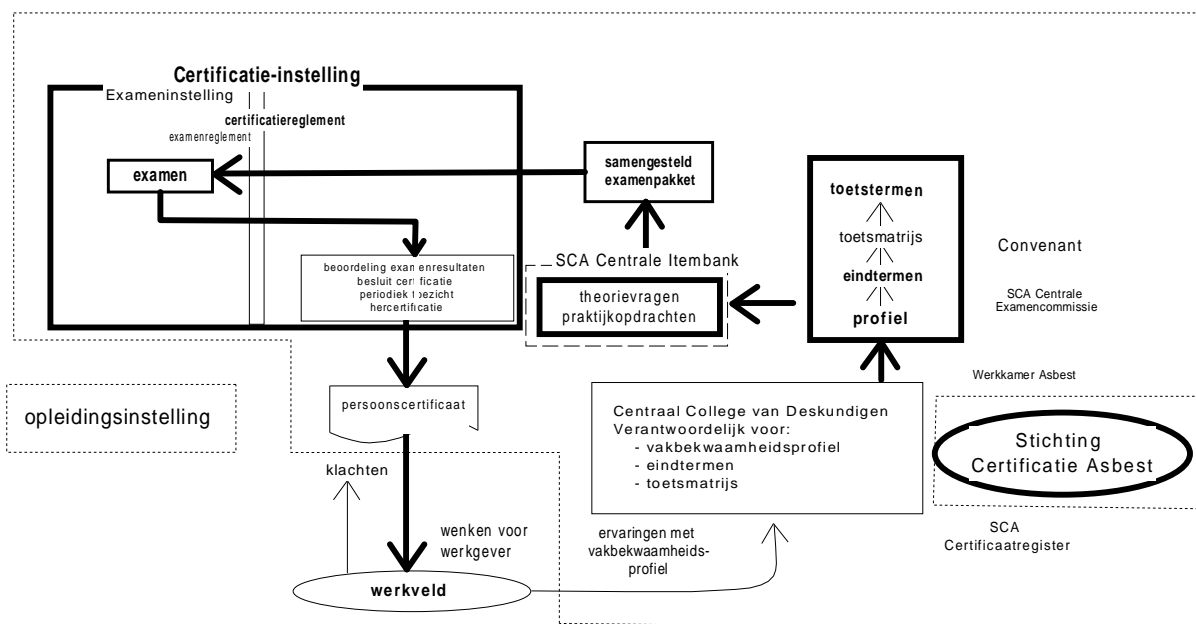 Certificatie-instelling
Exameninstelling
certificatiereglement
examenreglement
examen
samengesteld
examenpakket
toetstermen
toetsmatrijs
eindtermen
profiel
Convenant
SCA Centrale
Examencommissie
SCA Centrale Itembank
theorievragen
praktijkopdrachten
beoordeling examenresultaten
besluit certificatie
periodiek toezicht
hercertificatie
Werkkamer Asbest
persoonscertificaat
opleidingsinstelling
Centraal College van Deskundigen
Verantwoordelijk voor:
- vakbekwaamheidsprofiel
- eindtermen
- toetsmatrijs
Stichting
Certificatie Asbest
klachten
wenken voor
werkgever
ervaringen met
vakbekwaamheids-
profiel
SCA
Certificaatregister
werkveld